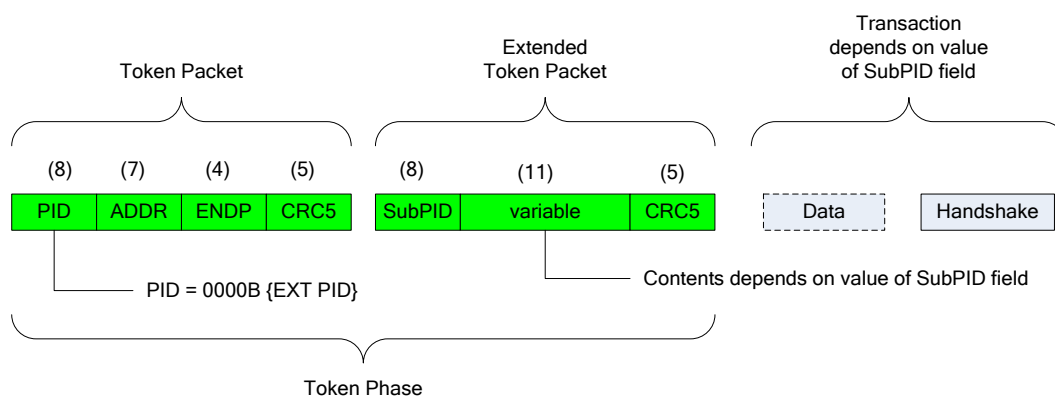 Token Packet
Extended
Token Packet
Transaction
depends on value
of SubPID field
(8) (7) (4) (5) (8) (11) (5)
PID ADDR ENDP CRC5 SubPID variable CRC5 Data Handshake
PID = 0000B {EXT PID}
Contents depends on value of SubPID field
Token Phase